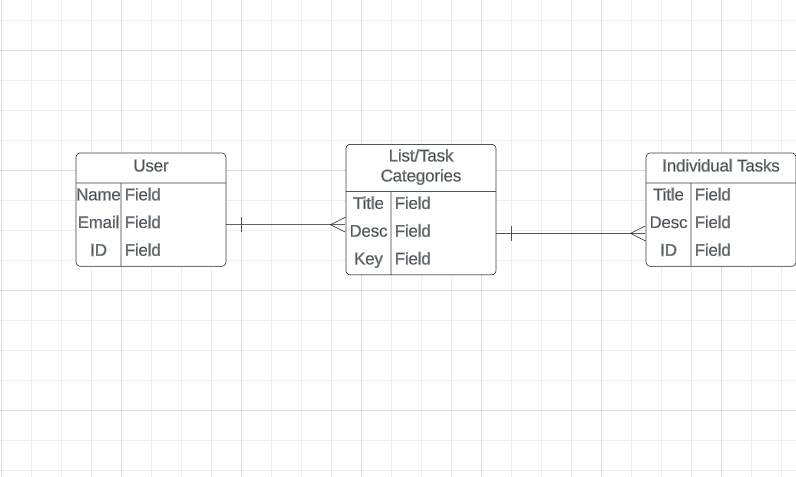 User
Name Field
Email Field
ID Field
List/Task
Categories
Title Field
Desc Field
Key Field
Individual Tasks
Title Field
Desc Field
ID Field